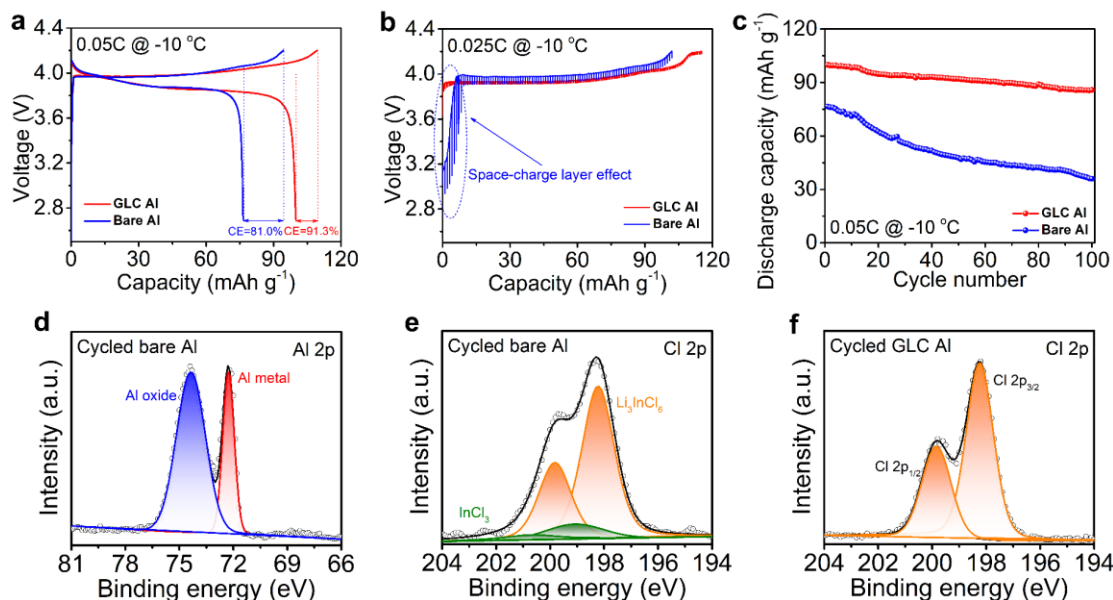 a
0.05C @ -10 °C
GLC Al
Bare Al
CE=81.0%
CE=91.3%
Voltage (V)
4.4
4.0
3.6
3.2
2.8
0 30 60 90 120
Capacity (mAh g⁻¹)
b
0.025C @ -10 °C
Space-charge layer effect
GLC Al
Bare Al
Voltage (V)
4.4
4.0
3.6
3.2
2.8
0 30 60 90 120
Capacity (mAh g⁻¹)
c
GLC Al
Bare Al
0.05C @ -10 °C
Discharge capacity (mAh g⁻¹)
120
90
60
30
0
0 20 40 60 80 100
Cycle number
d
Cycled bare Al
Al 2p
Al oxide
Al metal
Intensity (a.u.)
81 78 75 72 69 66
Binding energy (eV)
e
Cycled bare Al
Cl 2p
Li₃InCl₆
InCl₃
Intensity (a.u.)
204 202 200 198 196 194
Binding energy (eV)
f
Cycled GLC Al
Cl 2p
Cl 2p₃/₂
Cl 2p₁/₂
Intensity (a.u.)
204 202 200 198 196 194
Binding energy (eV)